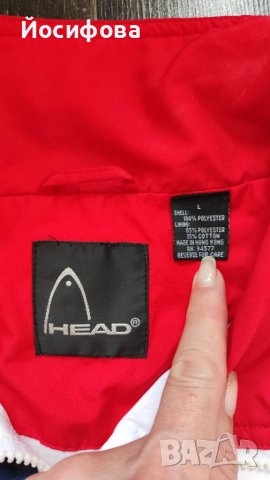 Йосифова
L
SHELL:
100% POLYESTER
LINING:
65% POLYESTER
35% COTTON
MADE IN HONG KONG
RN: 94577
REVERSE FOR CARE
HEAD®
bazar